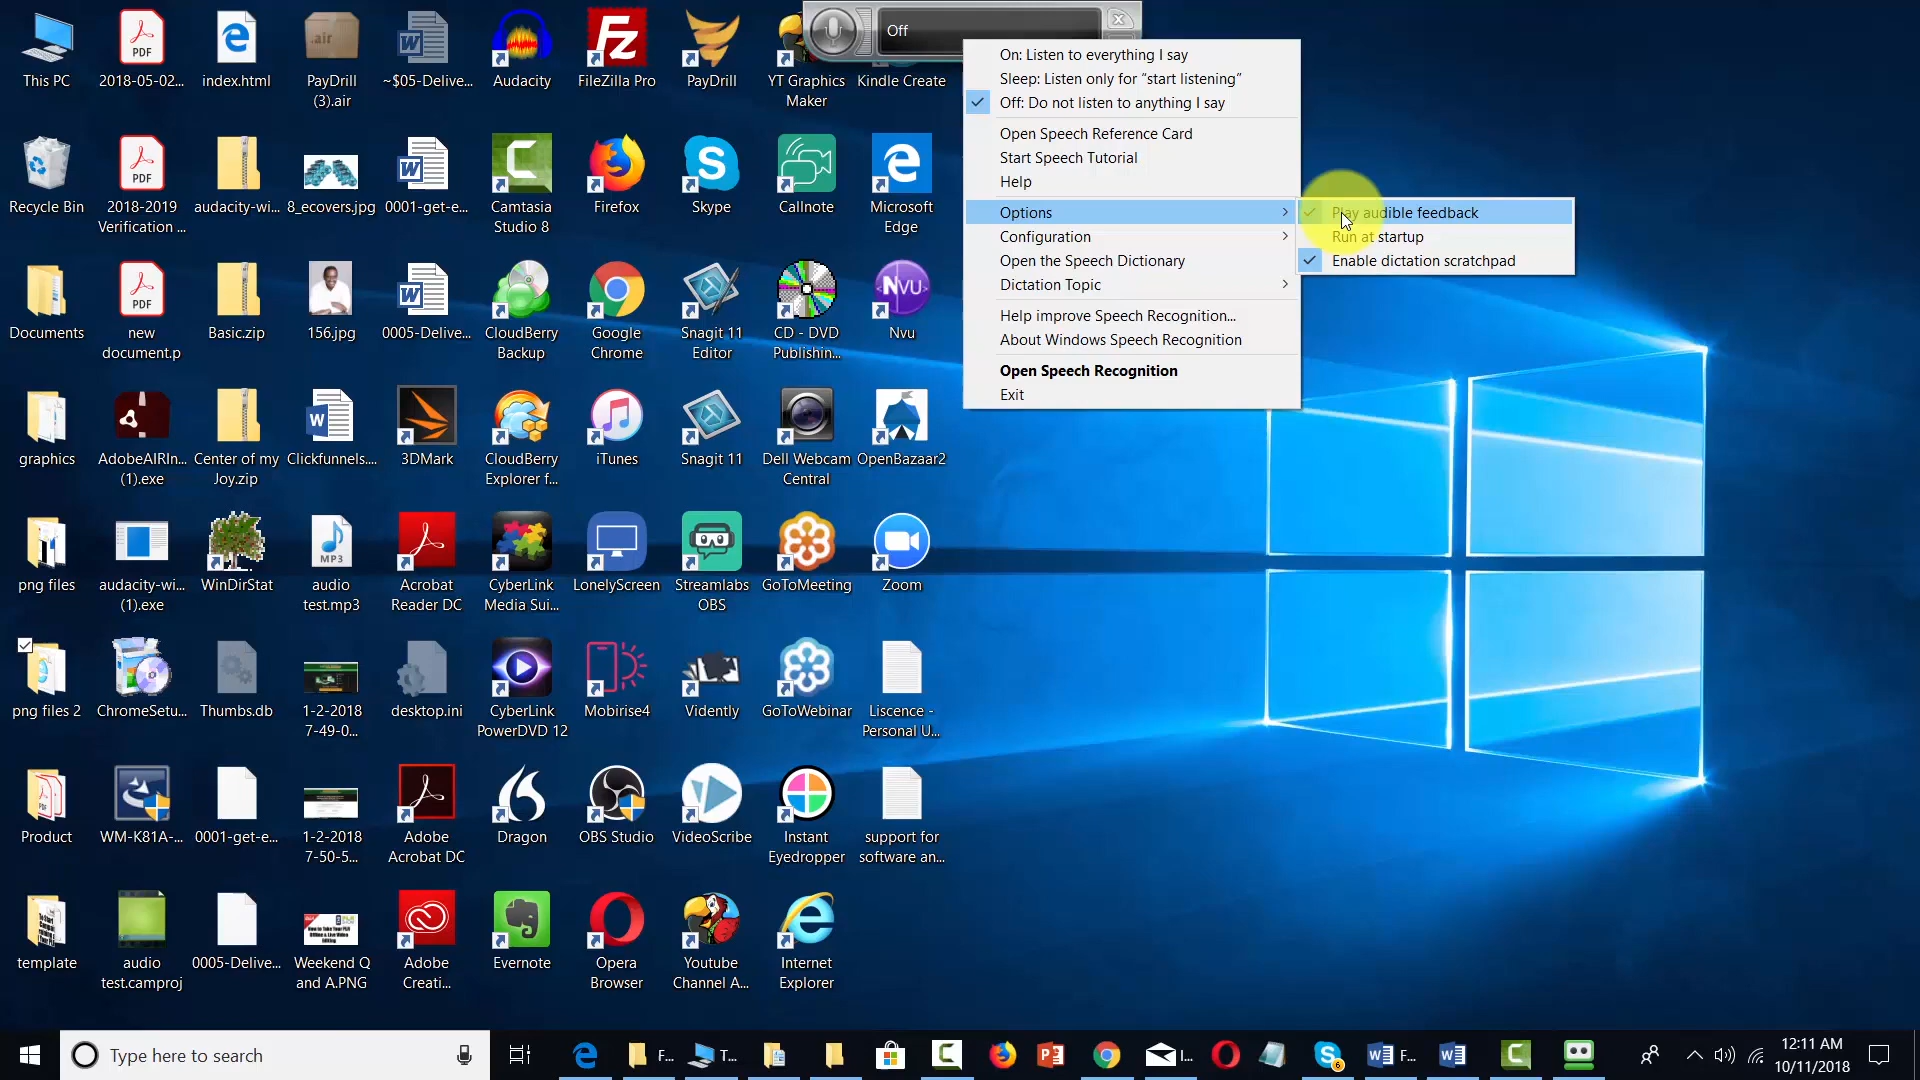 Off
On: Listen to everything I say
Sleep: Listen only for “start listening”
Off: Do not listen to anything I say
Open Speech Reference Card
Start Speech Tutorial
Help
Options
Configuration
Open the Speech Dictionary
Dictation Topic
Help improve Speech Recognition...
About Windows Speech Recognition
Open Speech Recognition
Exit
Play audible feedback
Run at startup
Enable dictation scratchpad
This PC
2018-05-02...
index.html
PayDrill
(3).air
~$05-Delive...
Audacity
FileZilla Pro
PayDrill
YT Graphics
Maker
Kindle Create
Recycle Bin
2018-2019
Verification ...
audacity-wi...
8_ecovers.jpg
0001-get-e...
Camtasia
Studio 8
Firefox
Skype
Callnote
Microsoft
Edge
Documents
new
document.p
Basic.zip
156.jpg
0005-Delive...
CloudBerry
Backup
Google
Chrome
Snagit 11
Editor
CD - DVD
Publishin...
Nvu
graphics
AdobeAIRIn...
(1).exe
Center of my
Joy.zip
Clickfunnels....
3DMark
CloudBerry
Explorer f...
iTunes
Snagit 11
Dell Webcam
Central
OpenBazaar2
png files
audacity-wi...
(1).exe
WinDirStat
audio
test.mp3
Acrobat
Reader DC
CyberLink
Media Sui...
LonelyScreen
Streamlabs
OBS
GoToMeeting
Zoom
png files 2
ChromeSetu...
Thumbs.db
1-2-2018
7-49-0...
desktop.ini
CyberLink
PowerDVD 12
Mobirise4
Vidently
GoToWebinar
Liscence -
Personal U...
Product
WM-K81A-...
0001-get-e...
1-2-2018
7-50-5...
Adobe
Acrobat DC
Dragon
OBS Studio
VideoScribe
Instant
Eyedropper
support for
software an...
template
audio
test.camproj
0005-Delive...
Weekend Q
and A.PNG
Adobe
Creati...
Evernote
Opera
Browser
Youtube
Channel A...
Internet
Explorer
Type here to search
F...
T...
I...
F...
12:11 AM
10/11/2018